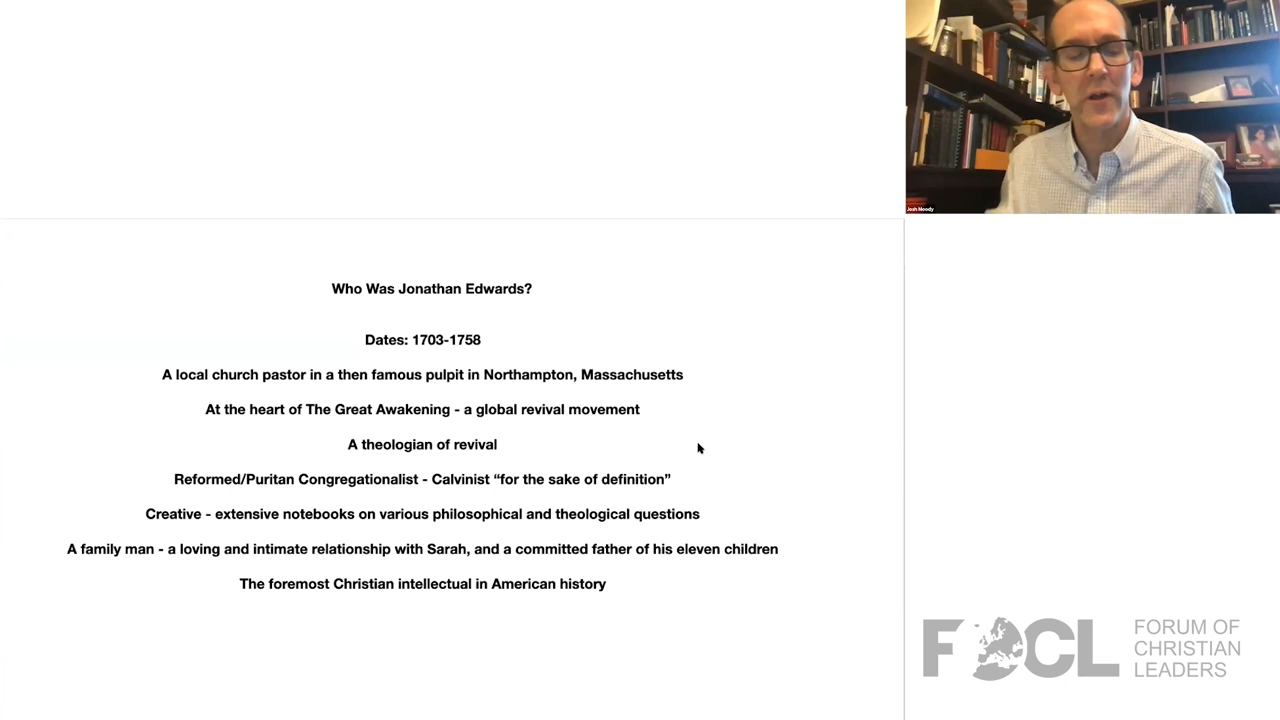 Josh Moody
Who Was Jonathan Edwards?
Dates: 1703-1758
A local church pastor in a then famous pulpit in Northampton, Massachusetts
At the heart of The Great Awakening - a global revival movement
A theologian of revival
Reformed/Puritan Congregationalist - Calvinist “for the sake of definition”
Creative - extensive notebooks on various philosophical and theological questions
A family man - a loving and intimate relationship with Sarah, and a committed father of his eleven children
The foremost Christian intellectual in American history
FOCL
FORUM OF
CHRISTIAN
LEADERS